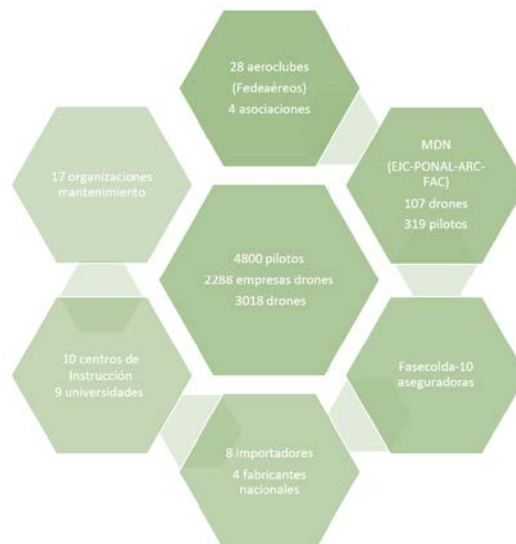 28 aeroclubes
(Fedeaéreos)
4 asociaciones
MDN
(EJC-PONAL-ARC-
FAC)
107 drones
319 pilotos
17 organizaciones
mantenimiento
4800 pilotos
2288 empresas drones
3018 drones
10 centros de
Instrucción
9 universidades
Fasecolda-10
aseguradoras
8 importadores
4 fabricantes
nacionales